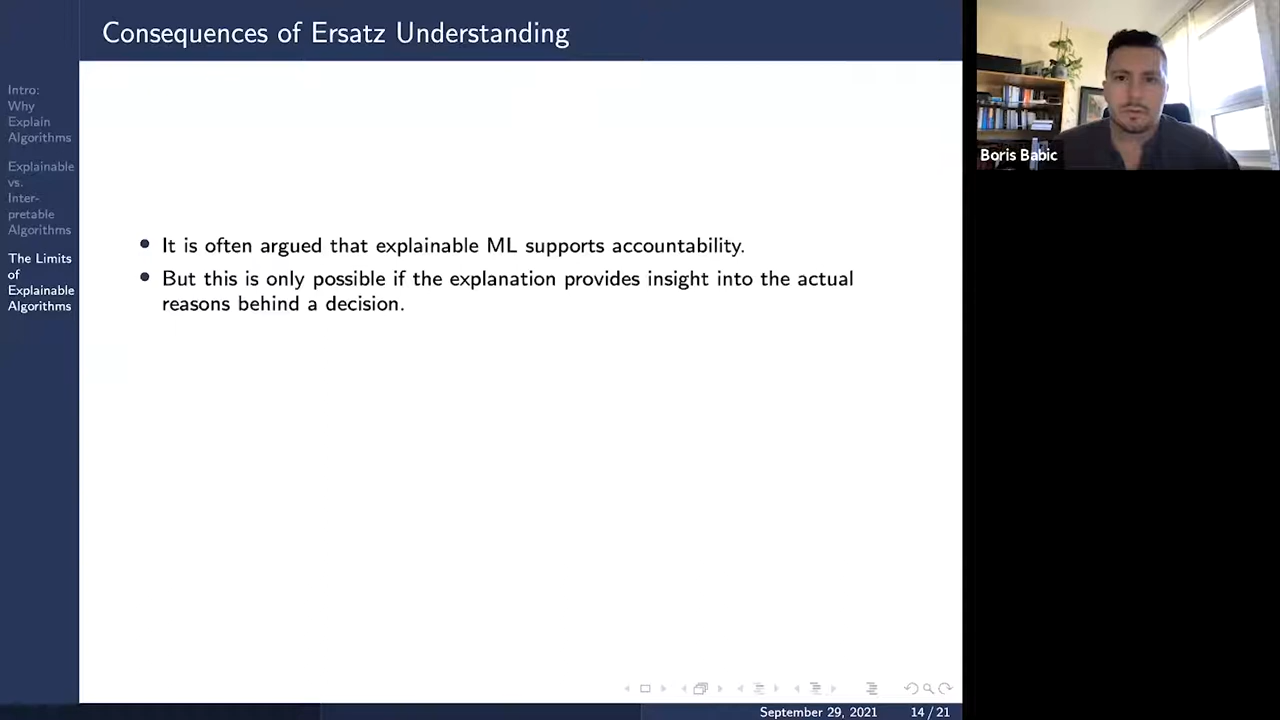 Consequences of Ersatz Understanding
Intro:
Why
Explain
Algorithms
Explainable
vs.
Inter-
pretable
Algorithms
The Limits
of
Explainable
Algorithms
It is often argued that explainable ML supports accountability.
But this is only possible if the explanation provides insight into the actual
reasons behind a decision.
Boris Babic
September 29, 2021
14 / 21